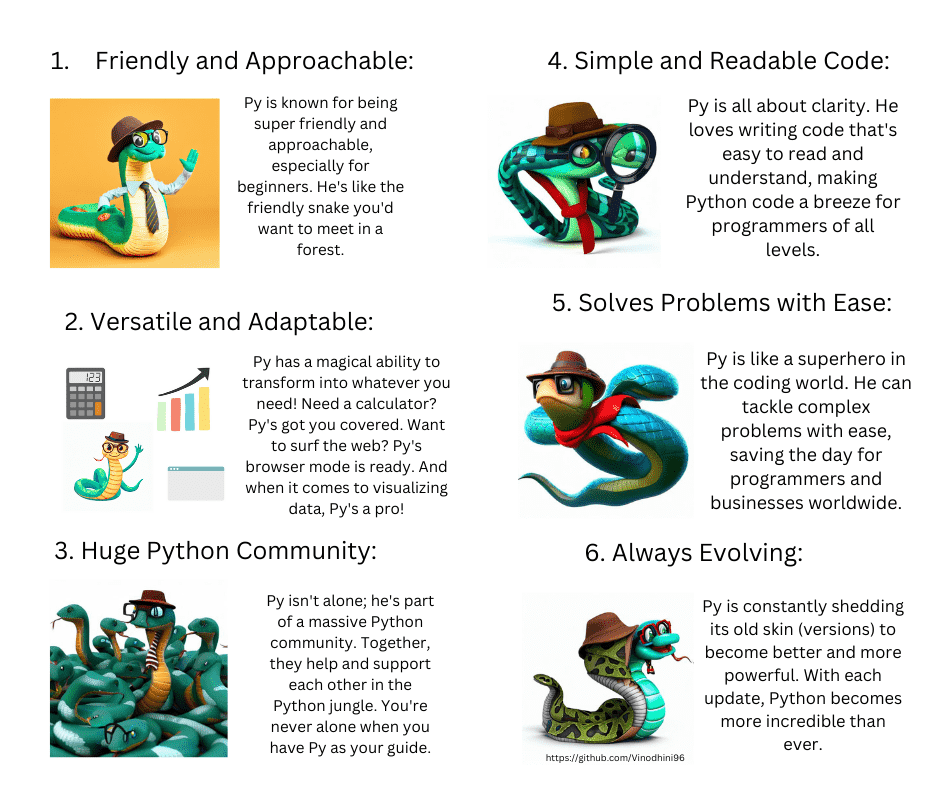 1. Friendly and Approachable:
Py is known for being
super friendly and
approachable,
especially for
beginners. He's like the
friendly snake you'd
want to meet in a
forest.
2. Versatile and Adaptable:
123
Py has a magical ability to
transform into whatever you
need! Need a calculator?
Py's got you covered. Want
to surf the web? Py's
browser mode is ready. And
when it comes to visualizing
data, Py's a pro!
3. Huge Python Community:
Py isn't alone; he's part
of a massive Python
community. Together,
they help and support
each other in the
Python jungle. You're
never alone when you
have Py as your guide.
4. Simple and Readable Code:
Py is all about clarity. He
loves writing code that's
easy to read and
understand, making
Python code a breeze for
programmers of all
levels.
5. Solves Problems with Ease:
Py is like a superhero in
the coding world. He can
tackle complex
problems with ease,
saving the day for
programmers and
businesses worldwide.
6. Always Evolving:
Py is constantly shedding
its old skin (versions) to
become better and more
powerful. With each
update, Python becomes
more incredible than
ever.
https://github.com/Vinodhini96